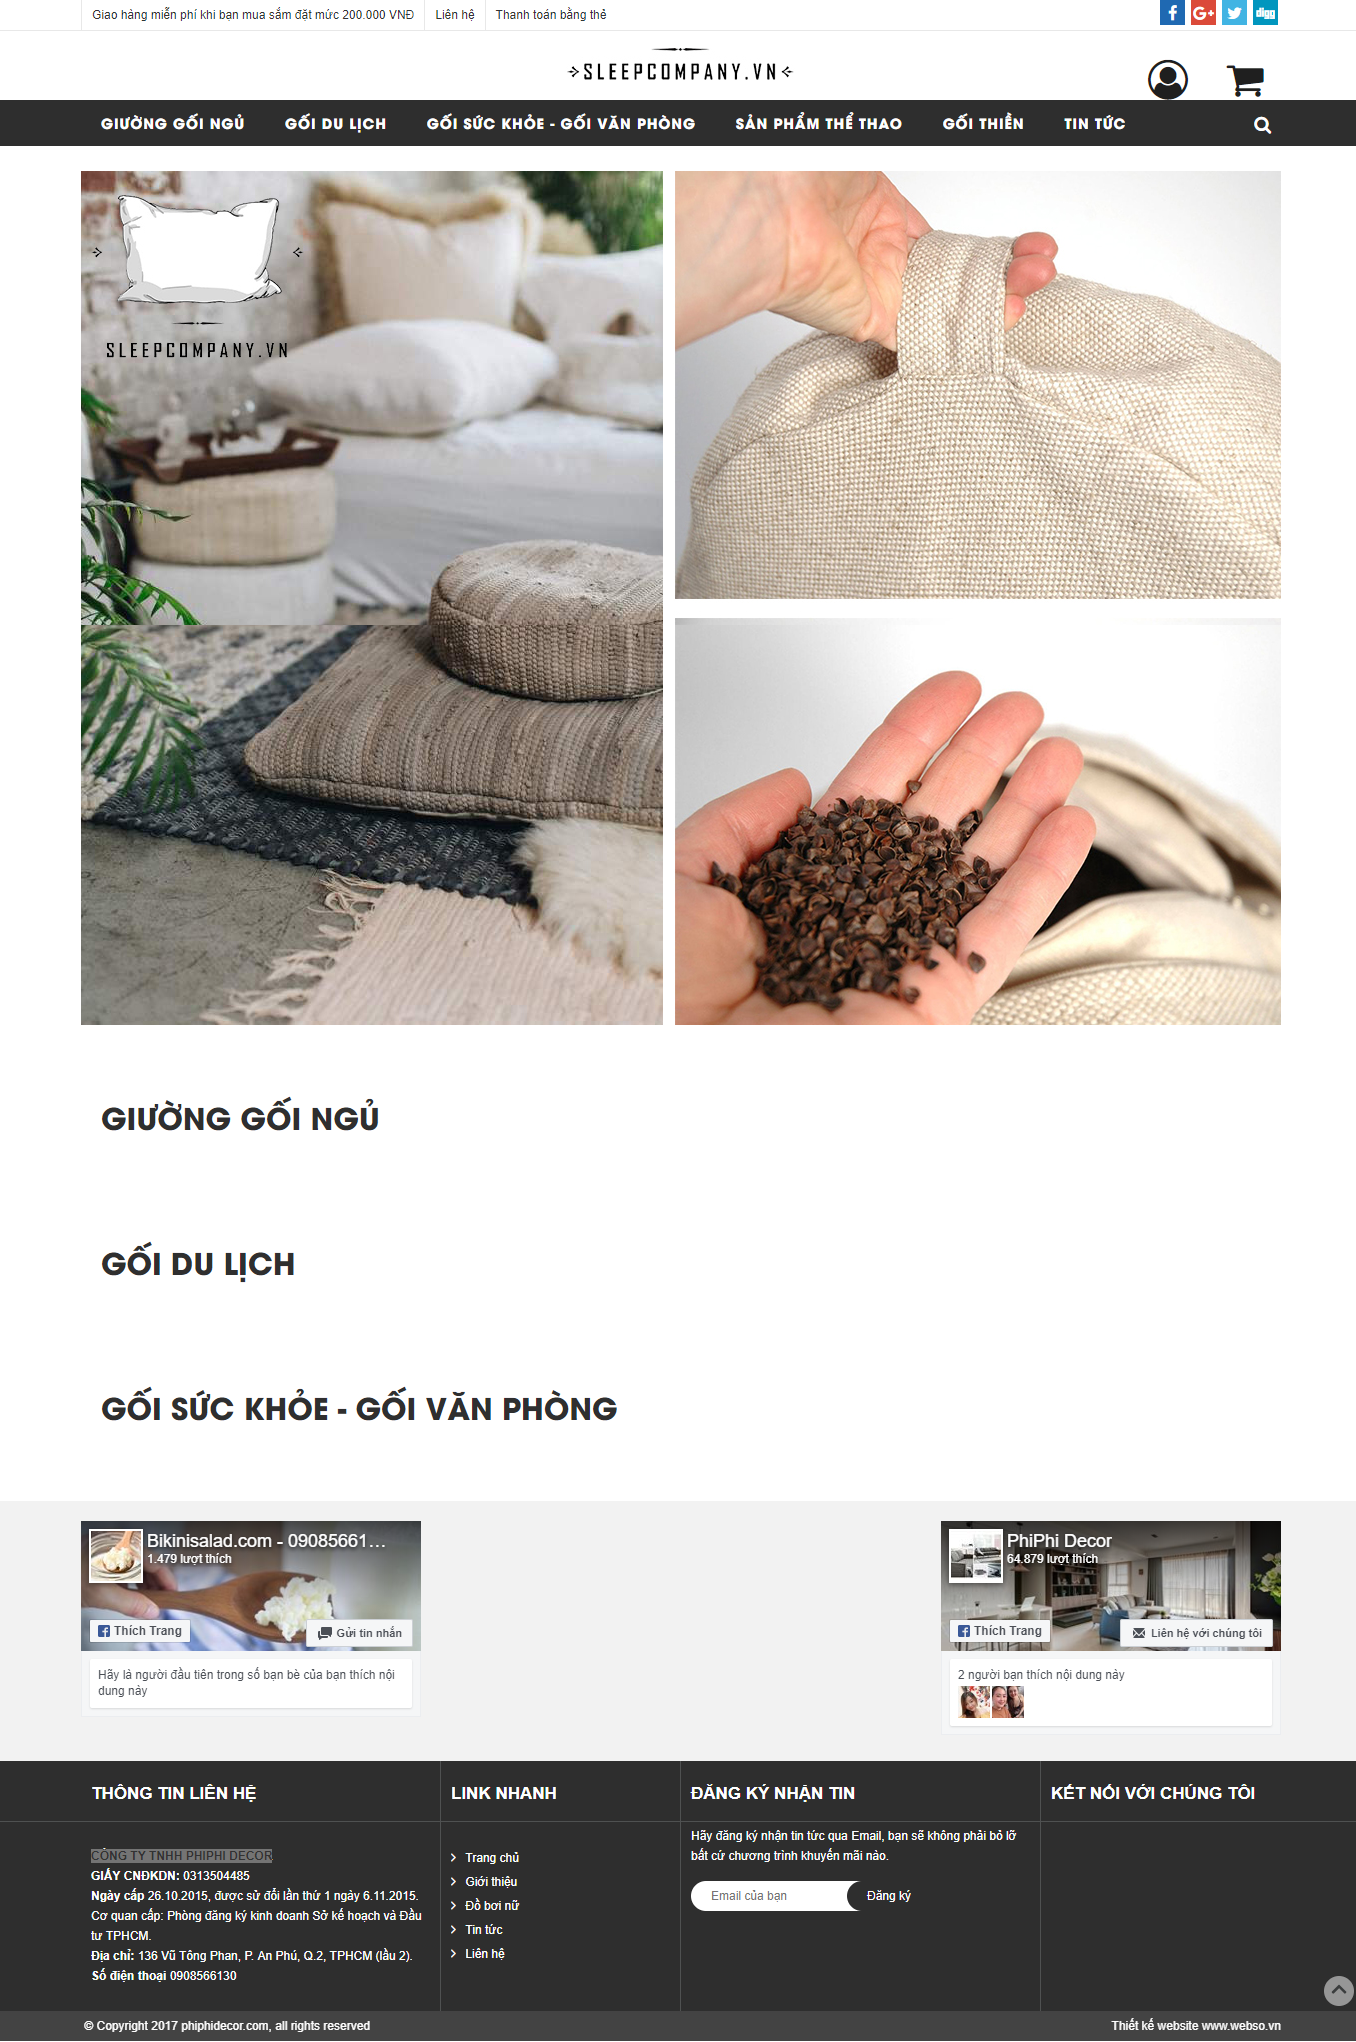 Giao hàng miễn phí khi bạn mua sắm đặt mức 200.000 VNĐ
Liên hệ
Thanh toán bằng thẻ
digg
SLEEPCOMPANY.VN
GIƯỜNG GỐI NGỦ
GỐI DU LỊCH
GỐI SỨC KHỎE - GỐI VĂN PHÒNG
SẢN PHẨM THỂ THAO
GỐI THIỀN
TIN TỨC
SLEEPCOMPANY.VN
GIƯỜNG GỐI NGỦ
GỐI DU LỊCH
GỐI SỨC KHỎE - GỐI VĂN PHÒNG
Bikinisalad.com - 090856661...
1.479 lượt thích
Thích Trang
Gửi tin nhắn
Hãy là người đầu tiên trong số bạn bè của bạn thích nội
dung này
PhiPhi Decor
64.879 lượt thích
Thích Trang
Liên hệ với chúng tôi
2 người bạn thích nội dung này
THÔNG TIN LIÊN HỆ
CÔNG TY TNHH PHIPHI DECOR
GIẤY CNĐKDN: 0313504485
Ngày cấp 26.10.2015, được sử đổi lần thứ 1 ngày 6.11.2015.
Cơ quan cấp: Phòng đăng ký kinh doanh Sở kế hoạch và Đầu
tư TPHCM.
Địa chỉ: 136 Vũ Tông Phan, P. An Phú, Q.2, TPHCM (lầu 2).
Số điện thoại 0908566130
LINK NHANH
Trang chủ
Giới thiệu
Đồ bơi nữ
Tin tức
Liên hệ
ĐĂNG KÝ NHẬN TIN
Hãy đăng ký nhận tin tức qua Email, bạn sẽ không phải bỏ lỡ
bất cứ chương trình khuyến mãi nào.
Email của bạn
Đăng ký
KẾT NỐI VỚI CHÚNG TÔI
© Copyright 2017 phiphidecor.com, all rights reserved
Thiết kế website www.webso.vn